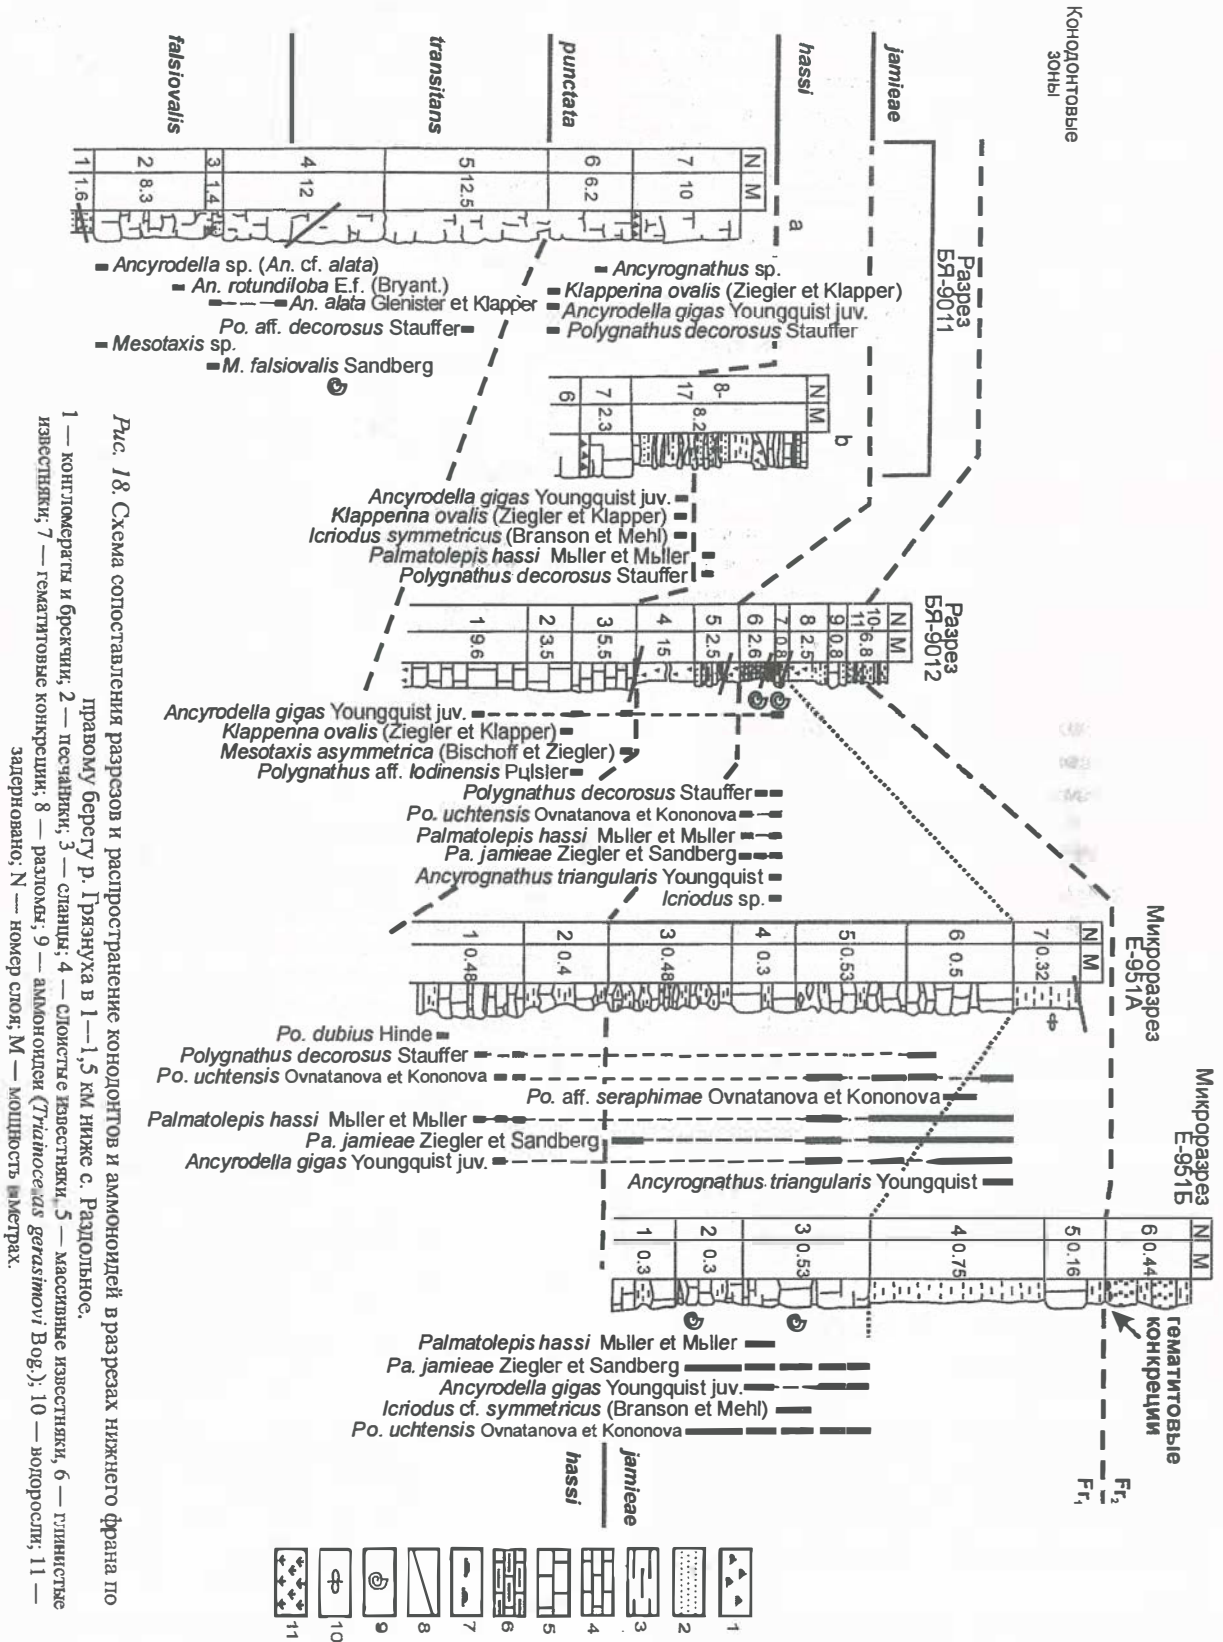 Конодонтовые
зоны
jamieae
hassi
punctata
transitans
falsiovalis
Разрез
БЯ-9011
a
N M
7 10
6 6.2
5 12.5
4 12
3 1.4
2 8.3
1 1.6
Ancyrodella sp. (An. cf. alata)
An. rotundiloba E.f. (Bryant.)
An. alata Glenister et Klapper
Po. aff. decorosus Stauffer
Mesotaxis sp.
M. falsiovalis Sandberg
Ancyrognathus sp.
Klapperina ovalis (Ziegler et Klapper)
Ancyrodella gigas Youngquist juv.
Polygnathus decorosus Stauffer
b
N M
8-
17 8.2
7 2.3
6
Ancyrodella gigas Youngquist juv.
Klapperina ovalis (Ziegler et Klapper)
Icriodus symmetricus (Branson et Mehl)
Palmatolepis hassi Мьller et Мьller
Polygnathus decorosus Stauffer
Разрез
БЯ-9012
N M
10-
11 6.8
9 0.8
8 2.5
7 0.8
6 2.6
5 2.5
4 15
3 5.5
2 3.5
1 9.6
Ancyrodella gigas Youngquist juv.
Klapperina ovalis (Ziegler et Klapper)
Mesotaxis asymmetrica (Bischoff et Ziegler)
Polygnathus aff. lodinensis Pцlsler
Polygnathus decorosus Stauffer
Po. uchtensis Ovnatanova et Kononova
Palmatolepis hassi Мьller et Мьller
Pa. jamieae Ziegler et Sandberg
Ancyrognathus triangularis Youngquist
Icriodus sp.
Микроразрез
Е-951А
N M
7 0.32
6 0.5
5 0.53
4 0.3
3 0.48
2 0.4
1 0.48
Po. dubius Hinde
Polygnathus decorosus Stauffer
Po. uchtensis Ovnatanova et Kononova
Po. aff. seraphimae Ovnatanova et Kononova
Palmatolepis hassi Мьller et Мьller
Pa. jamieae Ziegler et Sandberg
Ancyrodella gigas Youngquist juv.
Ancyrognathus triangularis Youngquist
Микроразрез
Е-951Б
N M
6 0.44
5 0.16
4 0.75
3 0.53
2 0.3
1 0.3
гематитовые
конкреции
Palmatolepis hassi Мьller et Мьller
Pa. jamieae Ziegler et Sandberg
Ancyrodella gigas Youngquist juv.
Icriodus cf. symmetricus (Branson et Mehl)
Po. uchtensis Ovnatanova et Kononova
Fr₂
Fr₁
jamieae
hassi
1
2
3
4
5
6
7
8
9
10
11
Рис. 18. Схема сопоставления разрезов и распространение конодонтов и аммоноидей в разрезах нижнего франа по
правому берегу р. Грязнуха в 1—1,5 км ниже с. Раздольное.
1 — конгломераты и брекчии; 2 — песчаники; 3 — сланцы; 4 — слоистые известняки, 5 — массивные известняки, 6 — глинистые
известняки; 7 — гематитовые конкреции; 8 — разломы; 9 — аммоноидеи (Triainoceras gerasimovi Bog.); 10 — водоросли; 11 —
задерновано; N — номер слоя; М — мощность в метрах.